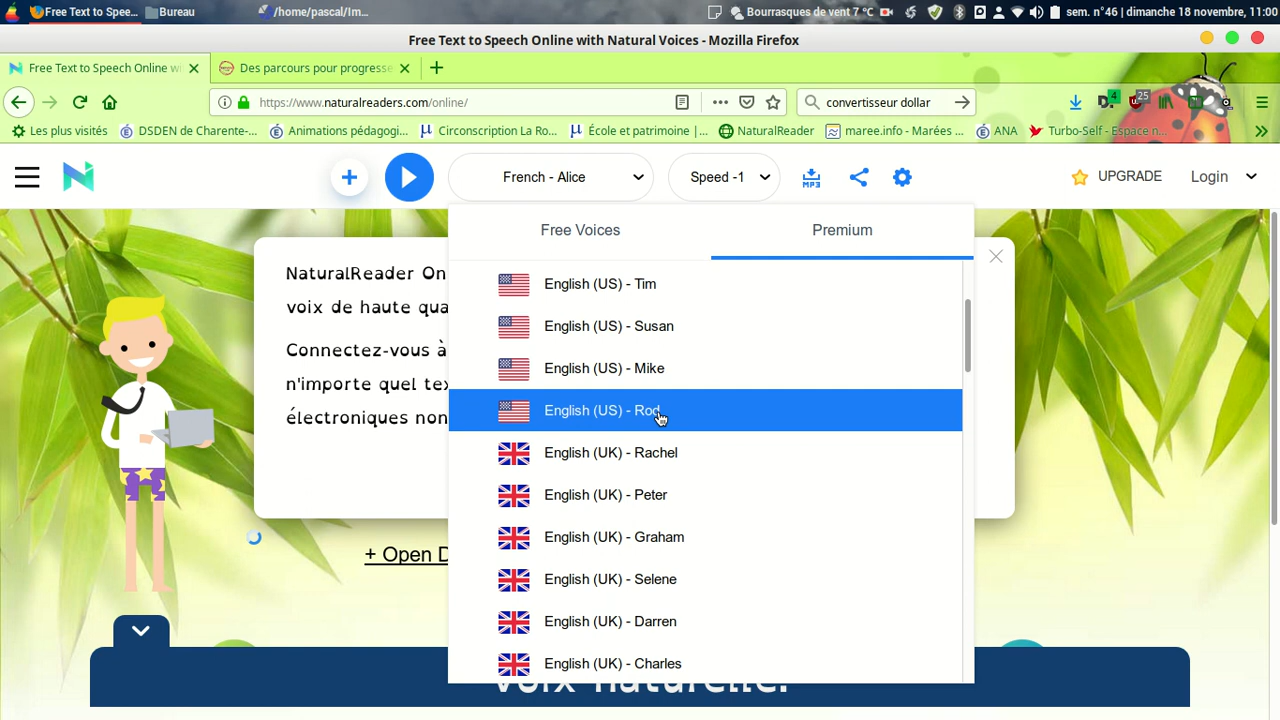 Free Text to Spee... Bureau /home/pascal/Im... Bourrasques de vent 7 °C sem. n°46 | dimanche 18 novembre, 11:00
Free Text to Speech Online with Natural Voices - Mozilla Firefox
Free Text to Speech Online wi Des parcours pour progresse
https://www.naturalreaders.com/online/ convertisseur dollar 4 25
Les plus visités DSDEN de Charente-... Animations pédagogi... Circonscription La Ro... École et patrimoine |... NaturalReader maree.info - Marées ... ANA Turbo-Self - Espace n...
French - Alice Speed -1 MP3 UPGRADE Login
Free Voices Premium
NaturalReader On
voix de haute qua
Connectez-vous à
n'importe quel tex
électroniques non
English (US) - Tim
English (US) - Susan
English (US) - Mike
English (US) - Rod
English (UK) - Rachel
English (UK) - Peter
English (UK) - Graham
English (UK) - Selene
English (UK) - Darren
English (UK) - Charles
+ Open D
voix naturelle.